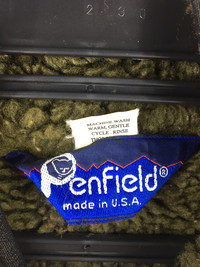 MACHINE WASH
WARM, GENTLE
CYCLE . RINSE
Penfield®
made in U.S.A.